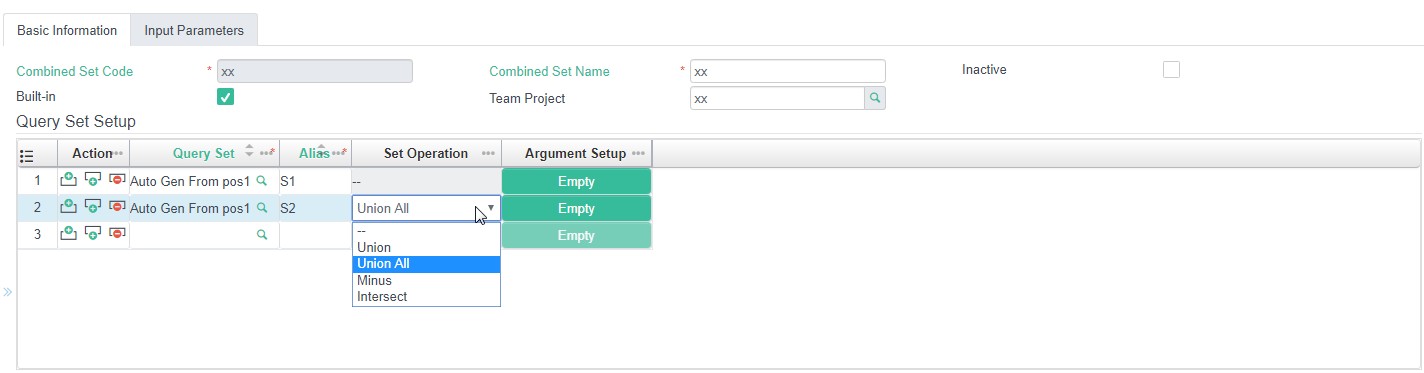 Basic Information Input Parameters
Combined Set Code * xx Combined Set Name * xx Inactive
Built-in Team Project xx
Query Set Setup
Action Query Set * Alias * Set Operation Argument Setup
1 Auto Gen From pos1 S1 -- Empty
2 Auto Gen From pos1 S2 Union All Empty
3 Empty
--
Union
Union All
Minus
Intersect